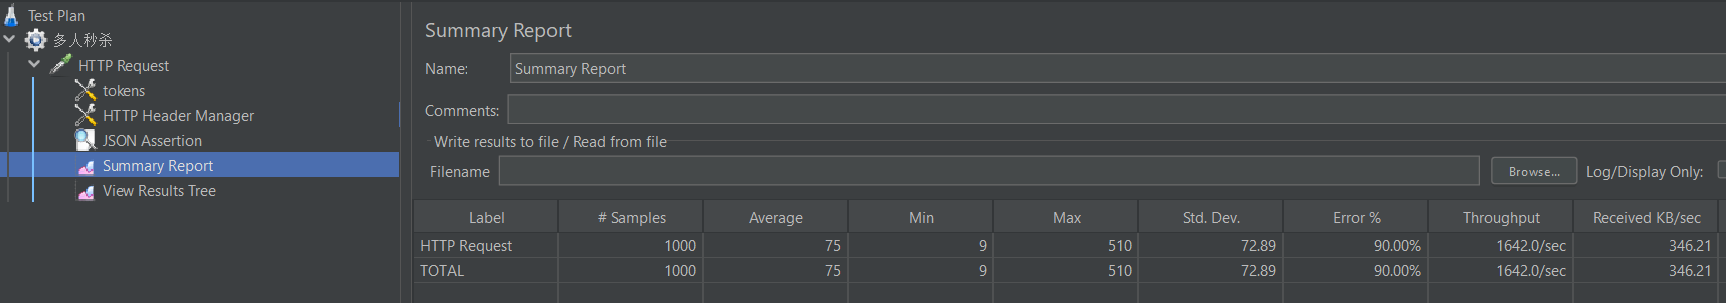 Test Plan
多人秒杀
HTTP Request
tokens
HTTP Header Manager
JSON Assertion
Summary Report
View Results Tree
Summary Report
Name: Summary Report
Comments:
Write results to file / Read from file
Filename Browse... Log/Display Only:
Label # Samples Average Min Max Std. Dev. Error % Throughput Received KB/sec
HTTP Request 1000 75 9 510 72.89 90.00% 1642.0/sec 346.21
TOTAL 1000 75 9 510 72.89 90.00% 1642.0/sec 346.21